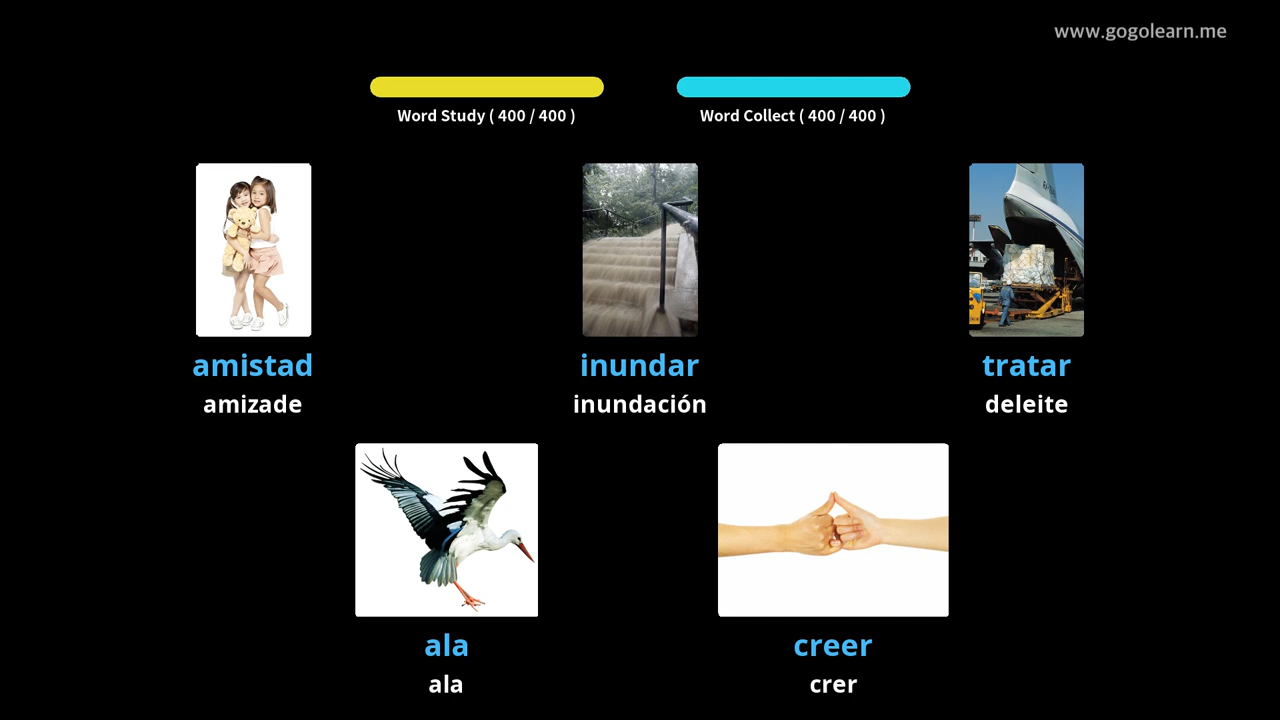 www.gogolearn.me
Word Study ( 400 / 400 )
Word Collect ( 400 / 400 )
amistad
amizade
inundar
inundación
tratar
deleite
ala
ala
creer
crer